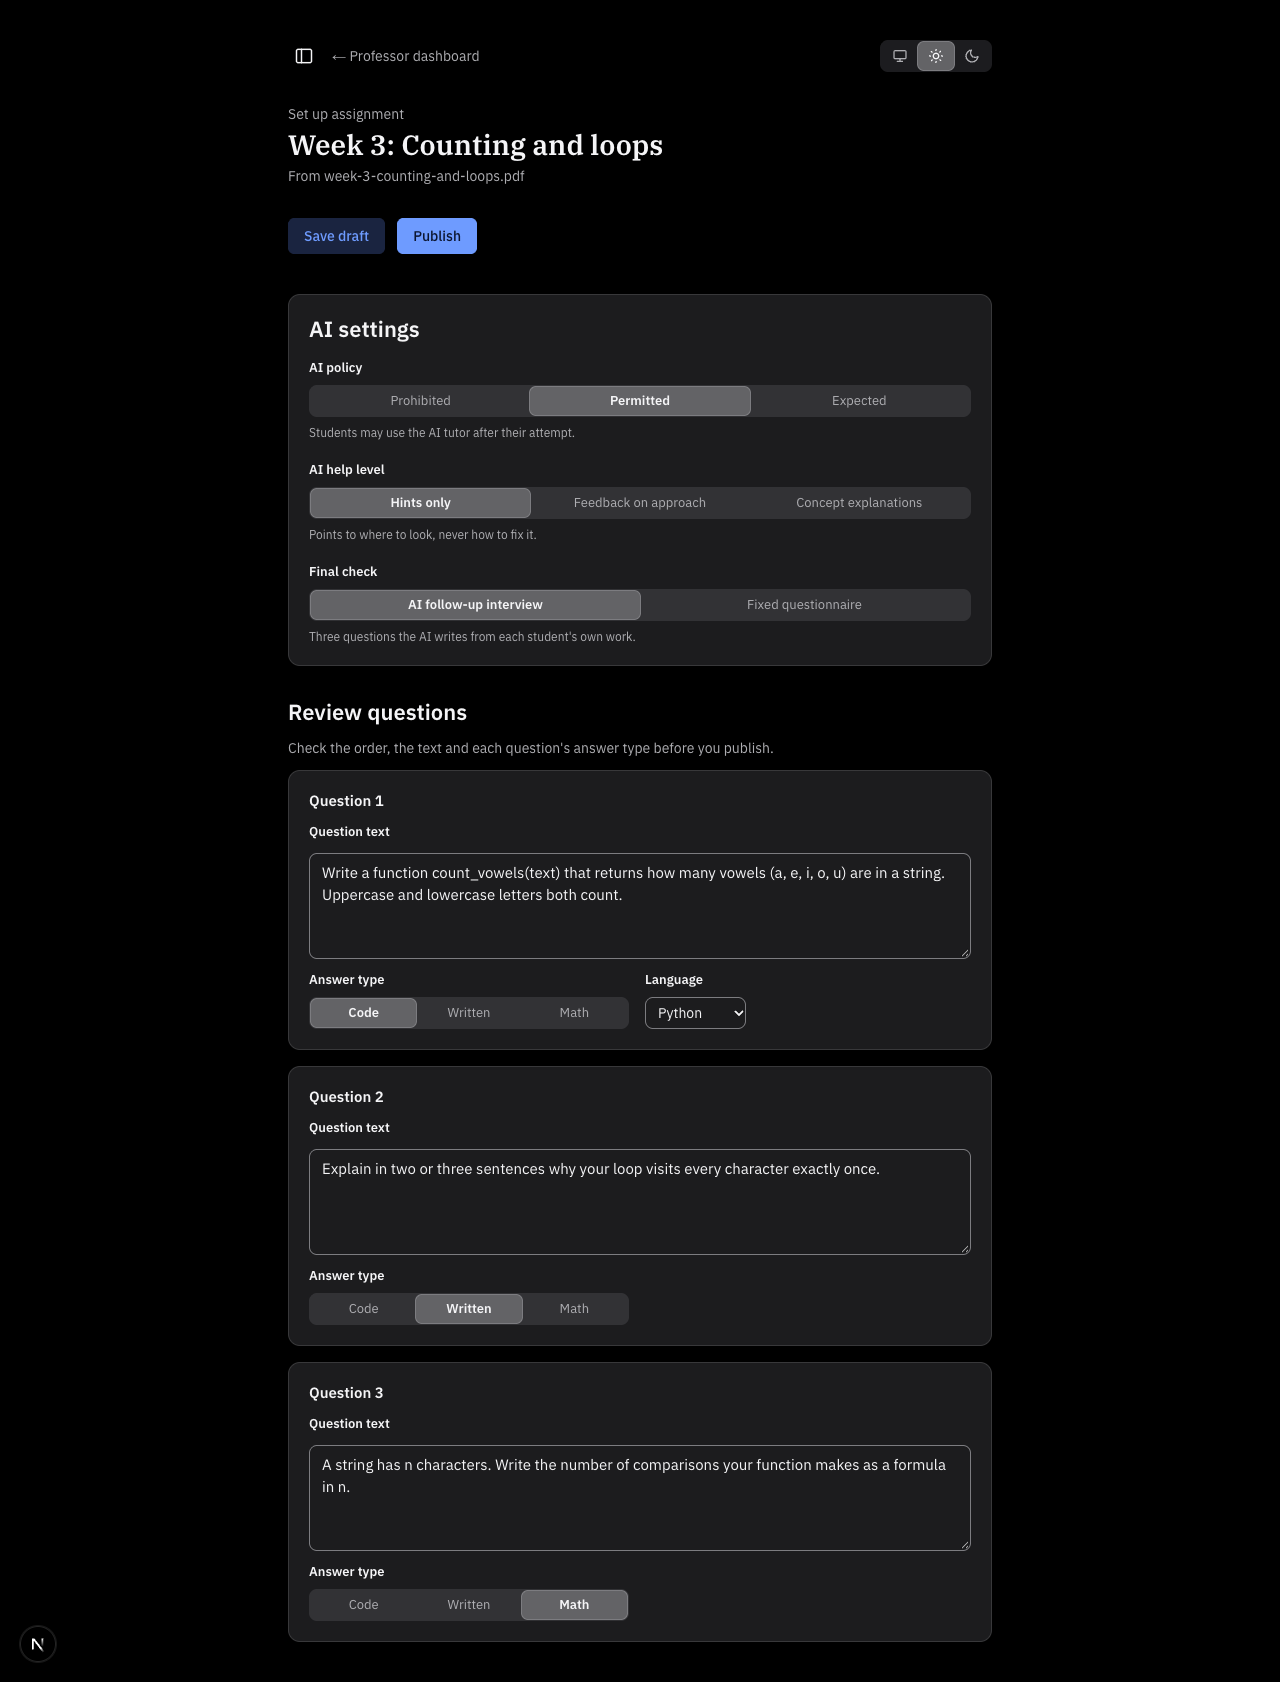 ← Professor dashboard
Set up assignment
Week 3: Counting and loops
From week-3-counting-and-loops.pdf
Save draft
Publish
AI settings
AI policy
Prohibited
Permitted
Expected
Students may use the AI tutor after their attempt.
AI help level
Hints only
Feedback on approach
Concept explanations
Points to where to look, never how to fix it.
Final check
AI follow-up interview
Fixed questionnaire
Three questions the AI writes from each student's own work.
Review questions
Check the order, the text and each question's answer type before you publish.
Question 1
Question text
Write a function count_vowels(text) that returns how many vowels (a, e, i, o, u) are in a string.
Uppercase and lowercase letters both count.
Answer type
Language
Code
Written
Math
Python
Question 2
Question text
Explain in two or three sentences why your loop visits every character exactly once.
Answer type
Code
Written
Math
Question 3
Question text
A string has n characters. Write the number of comparisons your function makes as a formula
in n.
Answer type
Code
Written
Math
N